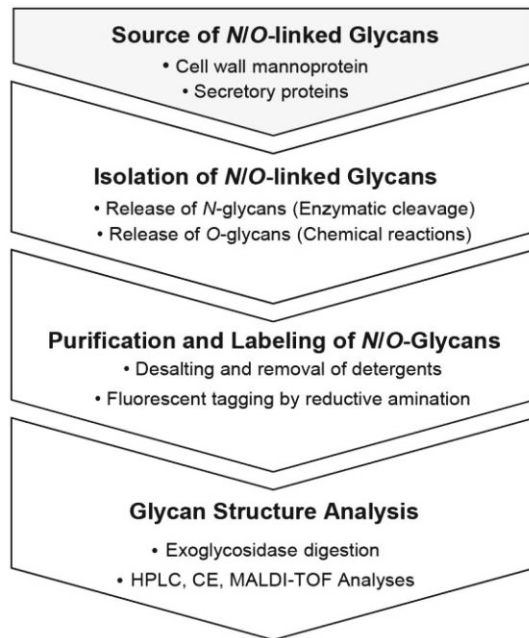 Source of N/O-linked Glycans
• Cell wall mannoprotein
• Secretory proteins
Isolation of N/O-linked Glycans
• Release of N-glycans (Enzymatic cleavage)
• Release of O-glycans (Chemical reactions)
Purification and Labeling of N/O-Glycans
• Desalting and removal of detergents
• Fluorescent tagging by reductive amination
Glycan Structure Analysis
• Exoglycosidase digestion
• HPLC, CE, MALDI-TOF Analyses